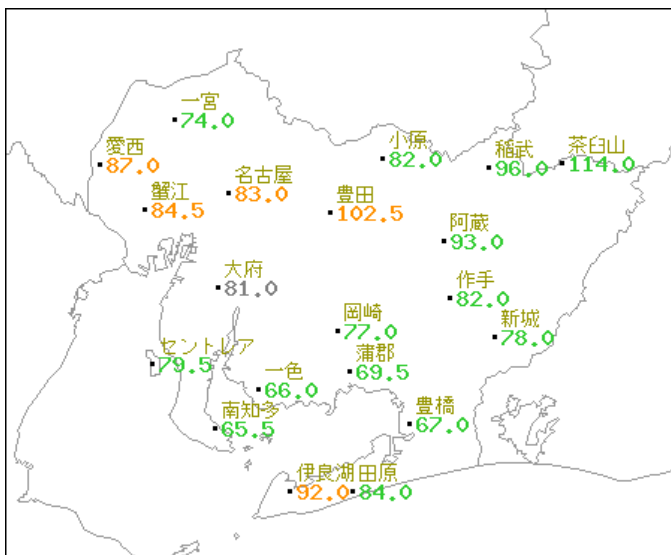 一宮
74.0
愛西
87.0
小原
82.0
稲武
96.0
茶臼山
114.0
蟹江
84.5
名古屋
83.0
豊田
102.5
阿蔵
93.0
大府
81.0
作手
82.0
岡崎
77.0
新城
78.0
セントレア
79.5
蒲郡
69.5
一色
66.0
南知多
65.5
豊橋
67.0
伊良湖
92.0
田原
84.0